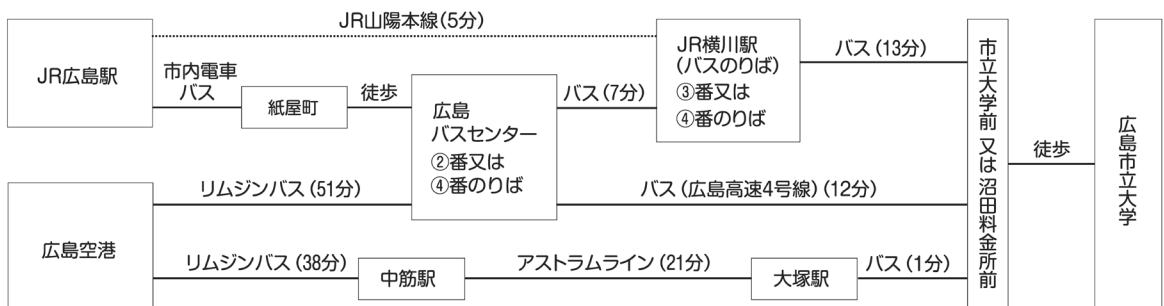 JR山陽本線(5分)
JR広島駅
市内電車
バス
紙屋町
徒歩
広島
バスセンター
②番又は
④番のりば
バス(7分)
JR横川駅
(バスのりば)
③番又は
④番のりば
バス(13分)
広島空港
リムジンバス(51分)
バス(広島高速4号線)(12分)
リムジンバス(38分)
中筋駅
アストラムライン(21分)
大塚駅
バス(1分)
市立大学前 又は 沼田料金所前
徒歩
広島市立大学